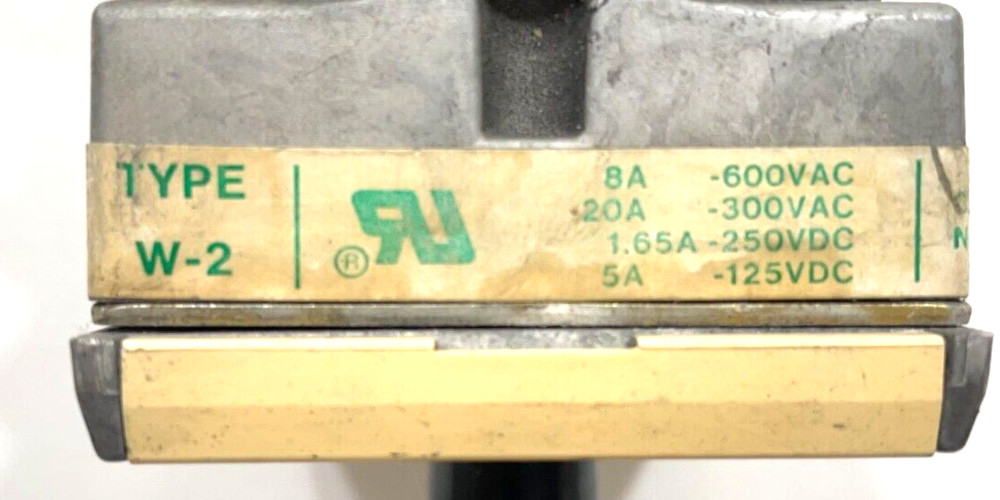 TYPE
W-2
®
8A -600VAC
20A -300VAC
1.65A -250VDC
5A -125VDC
N